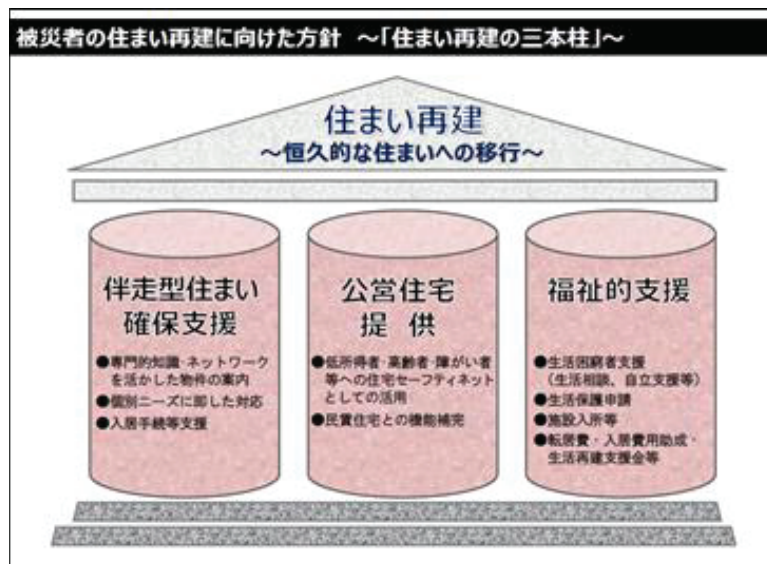 被災者の住まい再建に向けた方針 ～「住まい再建の三本柱」～
住まい再建
～恒久的な住まいへの移行～
伴走型住まい
確保支援
●専門的知識・ネットワーク
を活かした物件の案内
●個別ニーズに即した対応
●入居手続等支援
公営住宅
提 供
●低所得者・高齢者・障がい者
等への住宅セーフティネット
としての活用
●民賃住宅との機能補完
福祉的支援
●生活困窮者支援
（生活相談、自立支援等）
●生活保護申請
●施設入所等
●転居費・入居費用助成・
生活再建支援金等